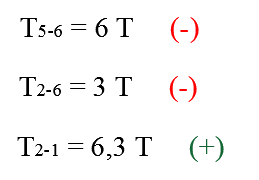 T5-6 = 6 T (-)
T2-6 = 3 T (-)
T2-1 = 6,3 T (+)